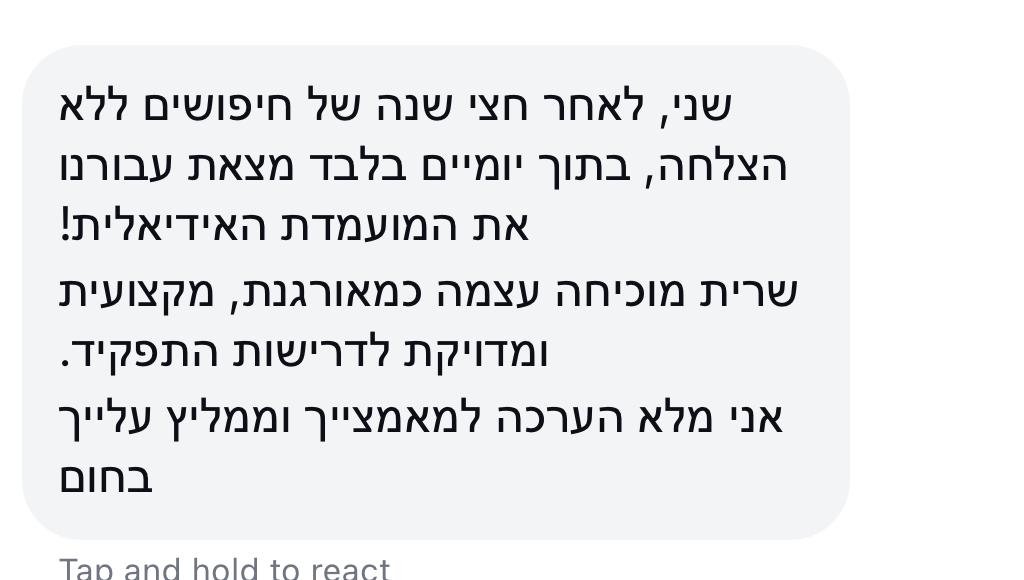 שני, לאחר חצי שנה של חיפושים ללא
הצלחה, בתוך יומיים בלבד מצאת עבורנו
את המועמדת האידיאלית!
שרית מוכיחה עצמה כמאורגנת, מקצועית
ומדויקת לדרישות התפקיד.
אני מלא הערכה למאמצייך וממליץ עלייך
בחום
Tap and hold to react